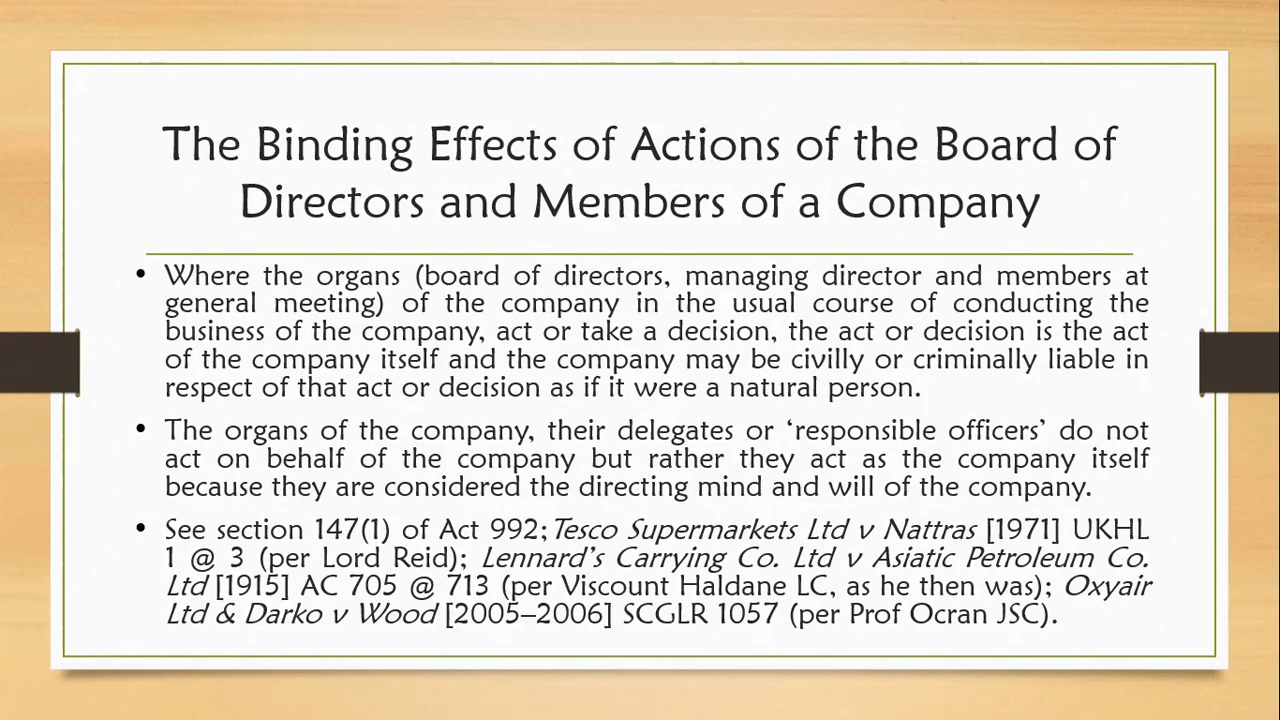 The Binding Effects of Actions of the Board of
Directors and Members of a Company
• Where the organs (board of directors, managing director and members at
general meeting) of the company in the usual course of conducting the
business of the company, act or take a decision, the act or decision is the act
of the company itself and the company may be civilly or criminally liable in
respect of that act or decision as if it were a natural person.
• The organs of the company, their delegates or ‘responsible officers’ do not
act on behalf of the company but rather they act as the company itself
because they are considered the directing mind and will of the company.
• See section 147(1) of Act 992; Tesco Supermarkets Ltd v Nattras [1971] UKHL
1 @ 3 (per Lord Reid); Lennard’s Carrying Co. Ltd v Asiatic Petroleum Co.
Ltd [1915] AC 705 @ 713 (per Viscount Haldane LC, as he then was); Oxyair
Ltd & Darko v Wood [2005–2006] SCGLR 1057 (per Prof Ocran JSC).